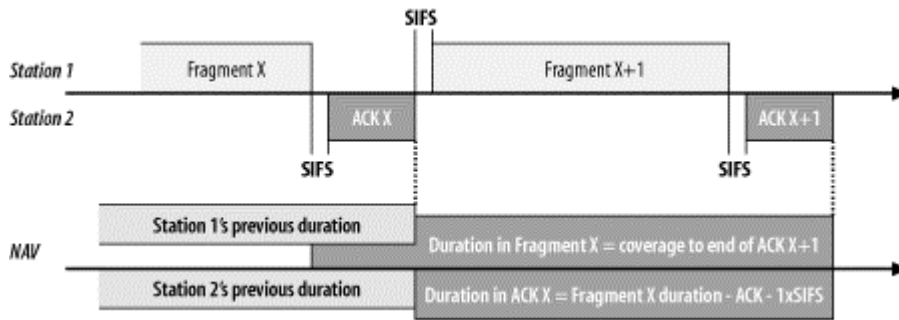 SIFS
Station 1
Fragment X
Fragment X+1
Station 2
ACK X
ACK X+1
SIFS
SIFS
Station 1's previous duration
NAV
Duration in Fragment X = coverage to end of ACK X+1
Station 2's previous duration
Duration in ACK X = Fragment X duration - ACK - 1xSIFS